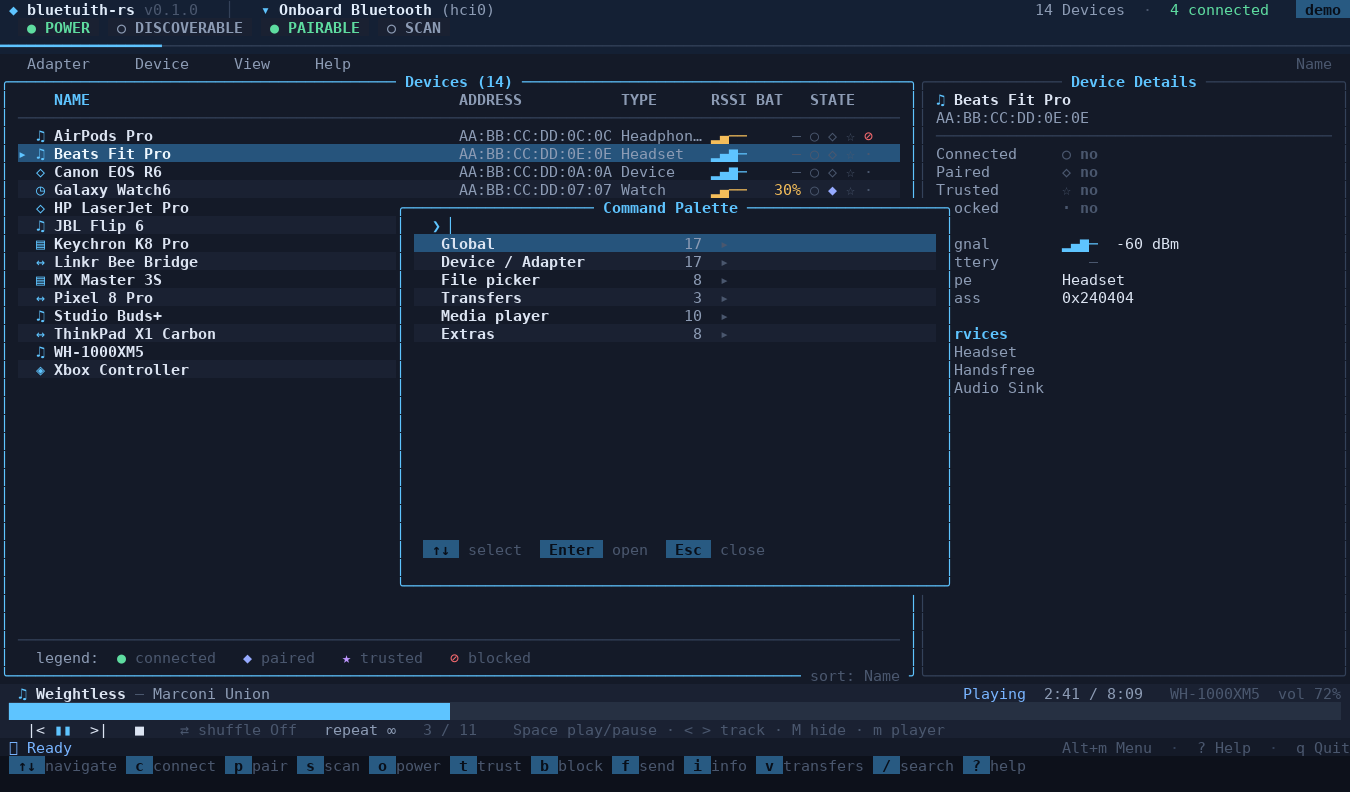 ◆ bluetuith-rs v0.1.0 │ ▾ Onboard Bluetooth (hci0) 14 Devices · 4 connected demo
● POWER ○ DISCOVERABLE ● PAIRABLE ○ SCAN
Adapter Device View Help Name
Devices (14) Device Details
NAME ADDRESS TYPE RSSI BAT STATE ♫ Beats Fit Pro
AA:BB:CC:DD:0E:0E
♫ AirPods Pro AA:BB:CC:DD:0C:0C Headphon… — ○ ◇ ☆ ⊘
▸ ♫ Beats Fit Pro AA:BB:CC:DD:0E:0E Headset — ○ ◇ ☆ · Connected ○ no
◇ Canon EOS R6 AA:BB:CC:DD:0A:0A Device — ○ ◇ ☆ · Paired ◇ no
◷ Galaxy Watch6 AA:BB:CC:DD:07:07 Watch 30% ○ ◆ ☆ · Trusted ☆ no
◇ HP LaserJet Pro Command Palette ocked · no
♫ JBL Flip 6 ❯
▤ Keychron K8 Pro Global 17 ▸ gnal -60 dBm
↔ Linkr Bee Bridge Device / Adapter 17 ▸ ttery —
▤ MX Master 3S File picker 8 ▸ pe Headset
↔ Pixel 8 Pro Transfers 3 ▸ ass 0x240404
♫ Studio Buds+ Media player 10 ▸
↔ ThinkPad X1 Carbon Extras 8 ▸ rvices
♫ WH-1000XM5 Headset
◈ Xbox Controller Handsfree
Audio Sink
↑↓ select Enter open Esc close
legend: ● connected ◆ paired ★ trusted ⊘ blocked
sort: Name
♫ Weightless — Marconi Union Playing 2:41 / 8:09 WH-1000XM5 vol 72%
|< ▮▮ >| ■ ⇄ shuffle Off repeat ∞ 3 / 11 Space play/pause · < > track · M hide · m player
Ready Alt+m Menu · ? Help · q Quit
↑↓ navigate c connect p pair s scan o power t trust b block f send i info v transfers / search ? help